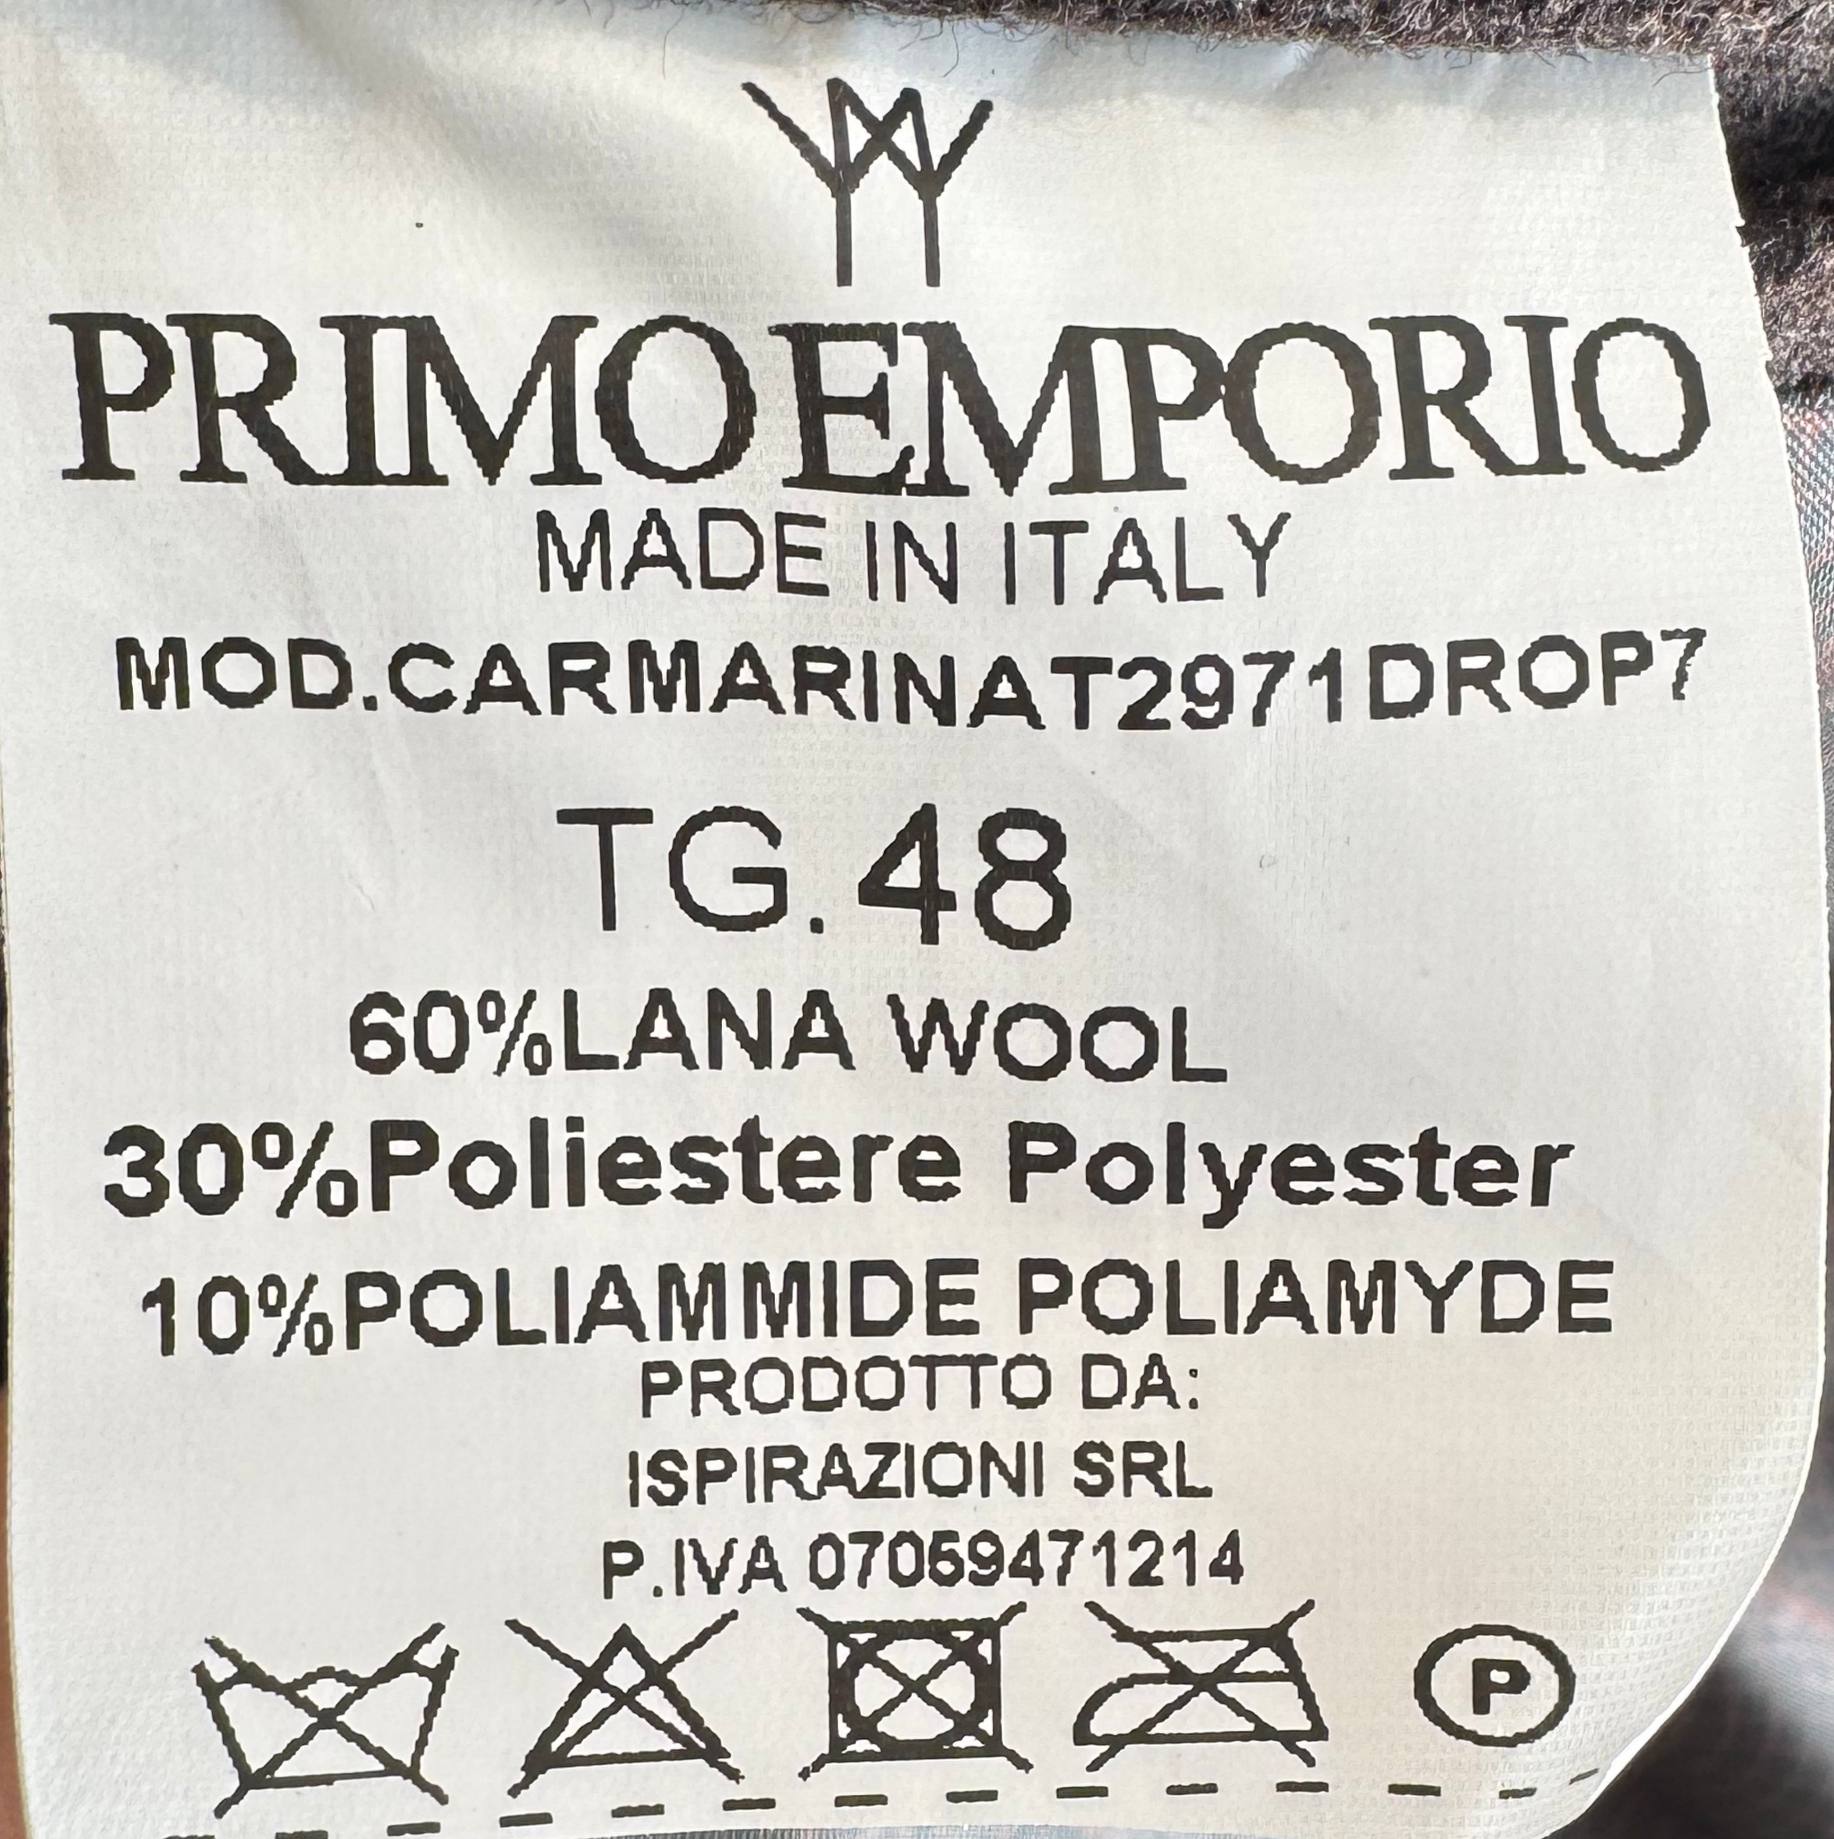 PRIMO EMPORIO
MADE IN ITALY
MOD.CARMARINAT2971DROP7
TG. 48
60%LANA WOOL
30%Poliestere Polyester
10%POLIAMMIDE POLIAMYDE
PRODOTTO DA:
ISPIRAZIONI SRL
P.IVA 07059471214
P